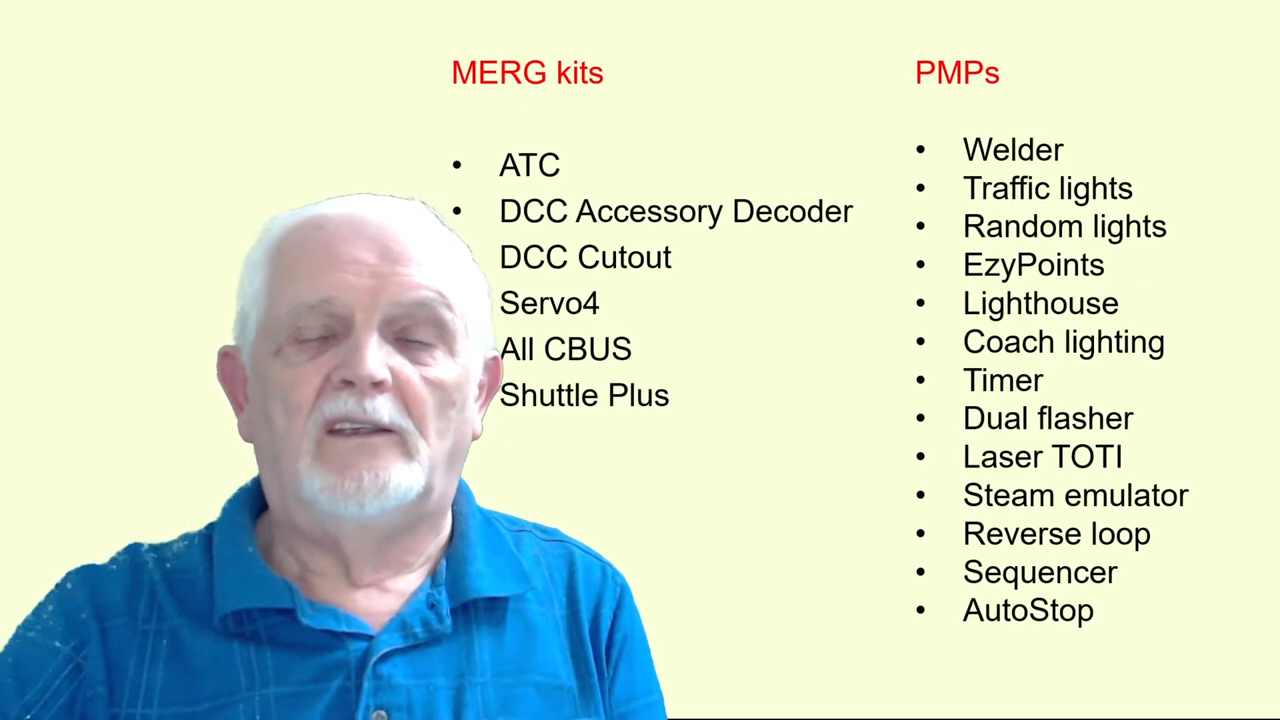 MERG kits
• ATC
• DCC Accessory Decoder
DCC Cutout
Servo4
All CBUS
Shuttle Plus
PMPs
• Welder
• Traffic lights
• Random lights
• EzyPoints
• Lighthouse
• Coach lighting
• Timer
• Dual flasher
• Laser TOTI
• Steam emulator
• Reverse loop
• Sequencer
• AutoStop